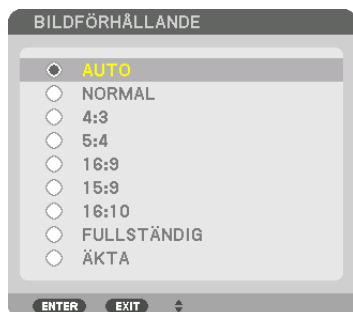 BILDFÖRHÅLLANDE
AUTO
NORMAL
4:3
5:4
16:9
15:9
16:10
FULLSTÄNDIG
ÄKTA
ENTER EXIT